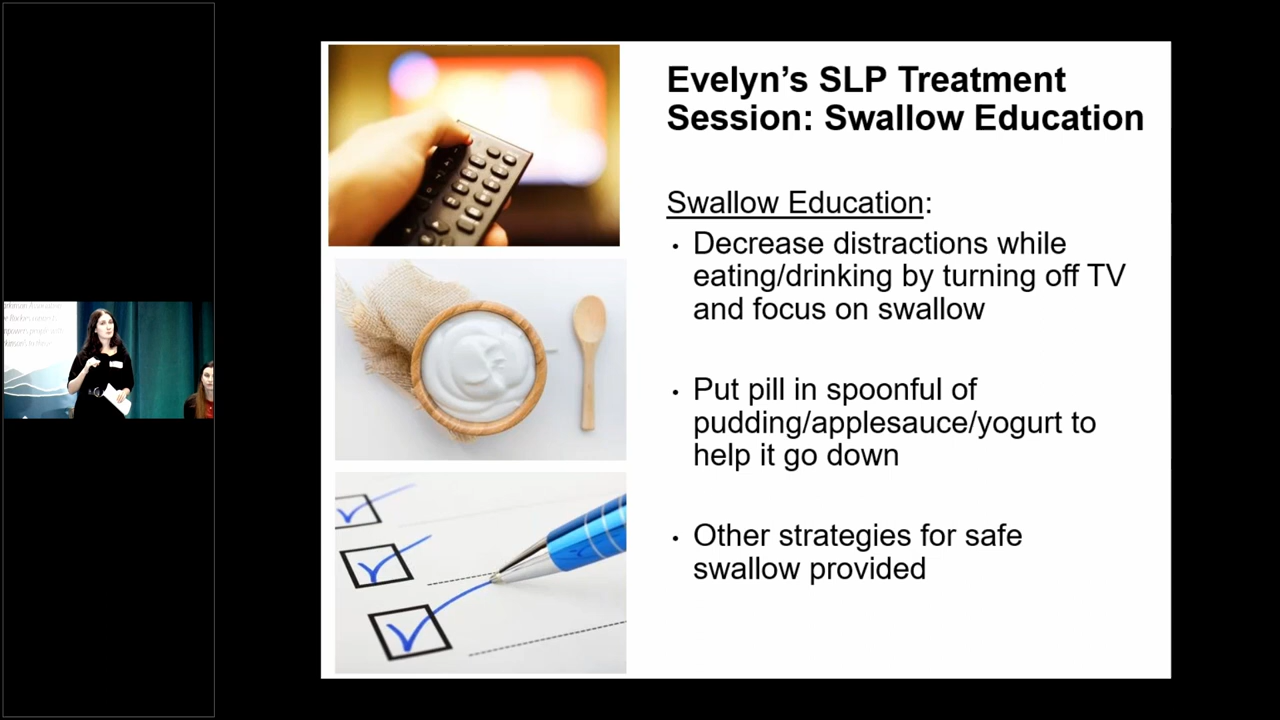 Evelyn’s SLP Treatment
Session: Swallow Education
Swallow Education:
• Decrease distractions while
eating/drinking by turning off TV
and focus on swallow
• Put pill in spoonful of
pudding/applesauce/yogurt to
help it go down
• Other strategies for safe
swallow provided